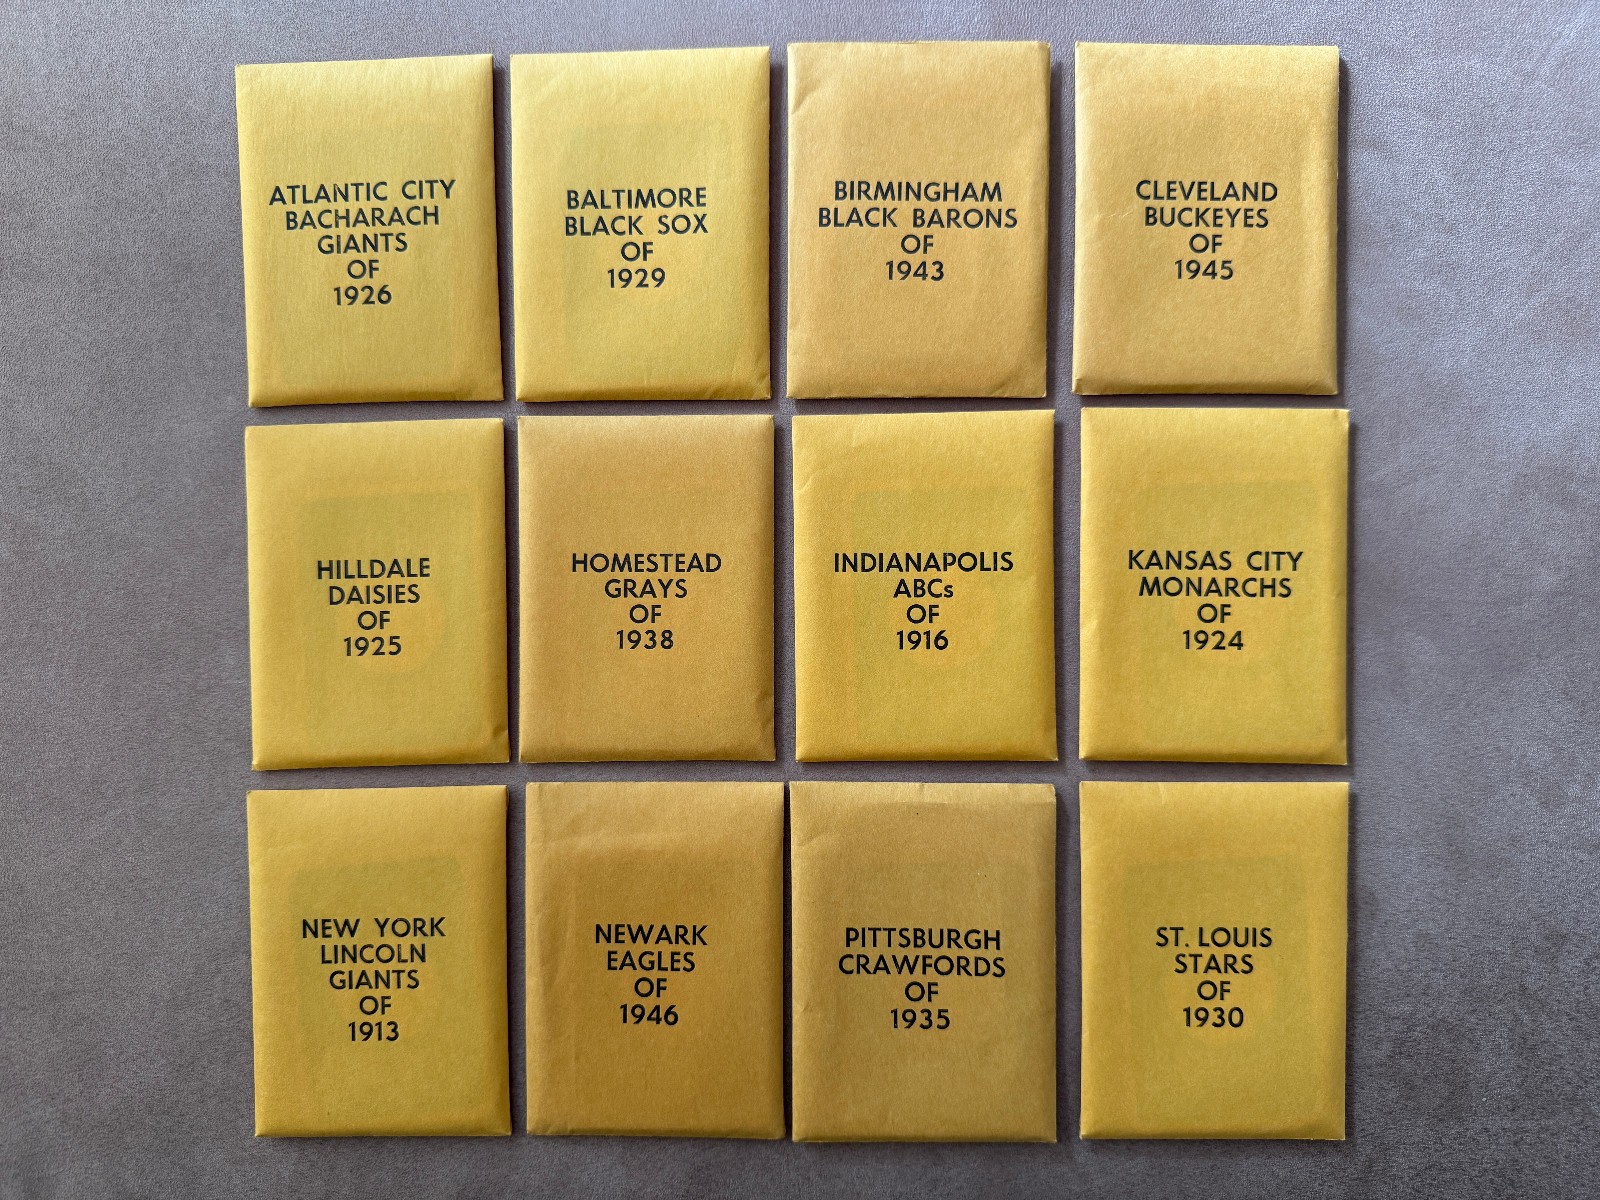 ATLANTIC CITY
BACHARACH
GIANTS
OF
1926
BALTIMORE
BLACK SOX
OF
1929
BIRMINGHAM
BLACK BARONS
OF
1943
CLEVELAND
BUCKEYES
OF
1945
HILLDALE
DAISIES
OF
1925
HOMESTEAD
GRAYS
OF
1938
INDIANAPOLIS
ABCs
OF
1916
KANSAS CITY
MONARCHS
OF
1924
NEW YORK
LINCOLN
GIANTS
OF
1913
NEWARK
EAGLES
OF
1946
PITTSBURGH
CRAWFORDS
OF
1935
ST. LOUIS
STARS
OF
1930